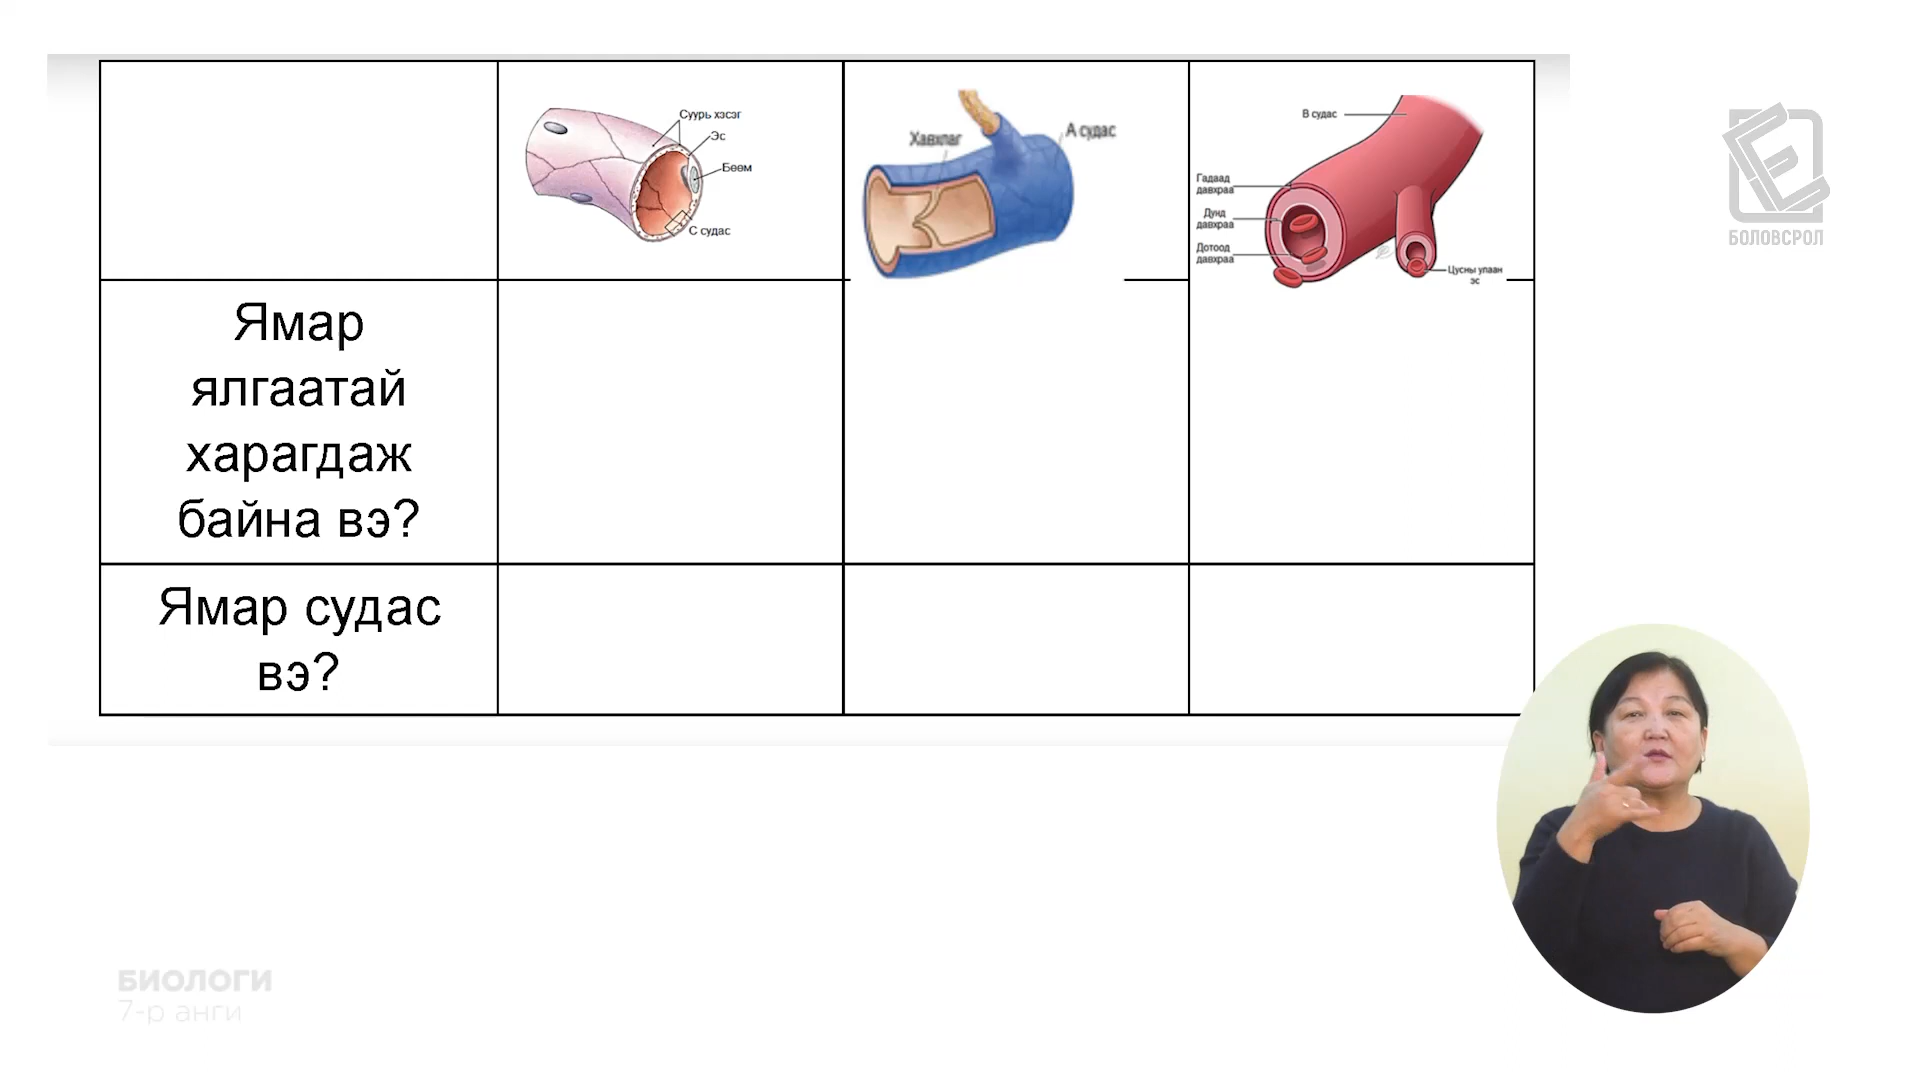 Суурь хэсэг
Эс
Бөөм
С судас
Хавхлаг
А судас
В судас
Гадаад
давхраа
Дунд
давхраа
Дотоод
давхраа
Цусны улаан
эс
Ямар
ялгаатай
харагдаж
байна вэ?
Ямар судас
вэ?
БОЛОВСРОЛ
БИОЛОГИ
7-р анги